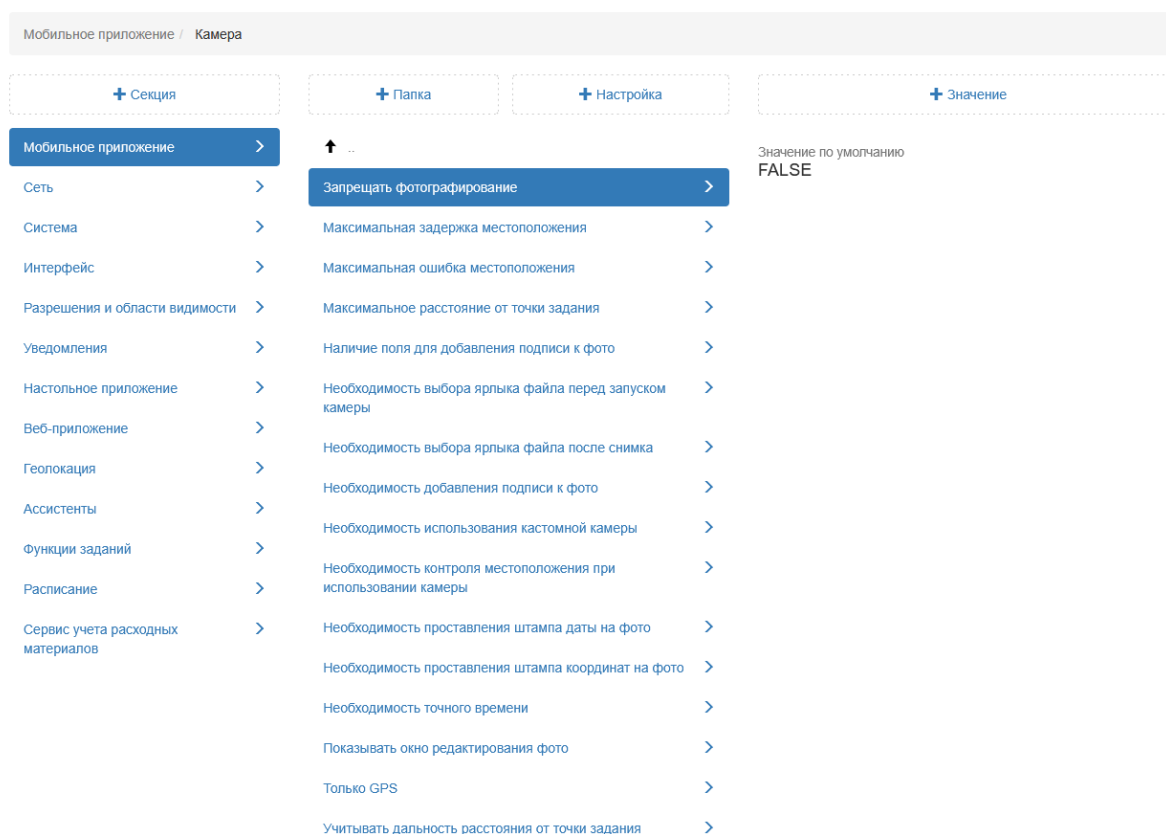 Мобильное приложение / Камера
+ Секция
+ Папка
+ Настройка
+ Значение
Мобильное приложение
Сеть
Система
Интерфейс
Разрешения и области видимости
Уведомления
Настольное приложение
Веб-приложение
Геолокация
Ассистенты
Функции заданий
Расписание
Сервис учета расходных
материалов
..
Запрещать фотографирование
Максимальная задержка местоположения
Максимальная ошибка местоположения
Максимальное расстояние от точки задания
Наличие поля для добавления подписи к фото
Необходимость выбора ярлыка файла перед запуском
камеры
Необходимость выбора ярлыка файла после снимка
Необходимость добавления подписи к фото
Необходимость использования кастомной камеры
Необходимость контроля местоположения при
использовании камеры
Необходимость проставления штампа даты на фото
Необходимость проставления штампа координат на фото
Необходимость точного времени
Показывать окно редактирования фото
Только GPS
Учитывать дальность расстояния от точки задания
Значение по умолчанию
FALSE